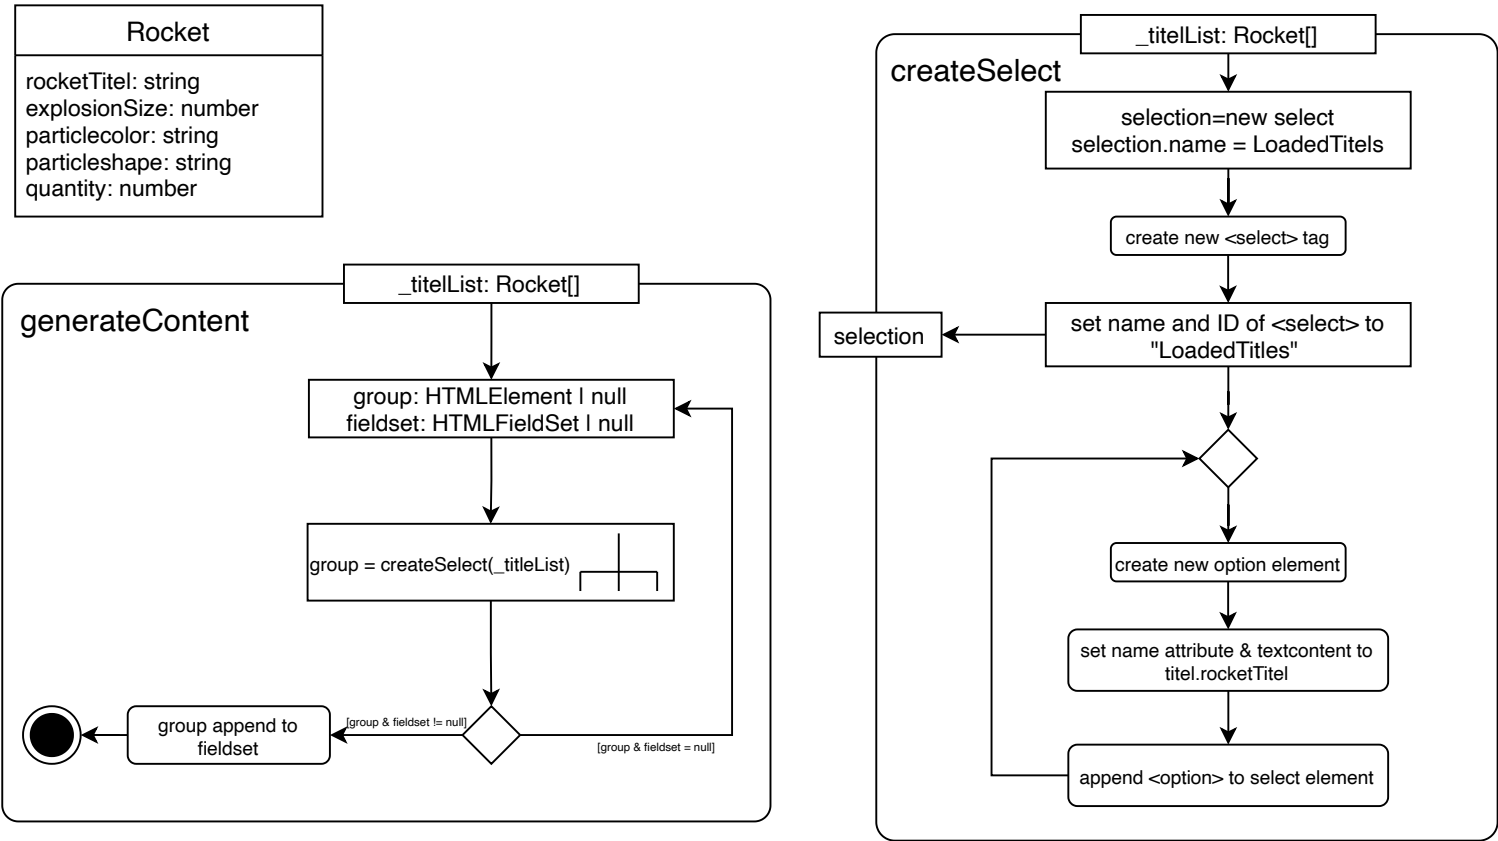 Rocket
rocketTitel: string
explosionSize: number
particlecolor: string
particleshape: string
quantity: number
_titelList: Rocket[]
generateContent
group: HTMLElement | null
fieldset: HTMLFieldSet | null
group = createSelect(_titleList)
[group & fieldset != null]
[group & fieldset = null]
group append to
fieldset
_titelList: Rocket[]
createSelect
selection=new select
selection.name = LoadedTitels
create new <select> tag
set name and ID of <select> to
"LoadedTitles"
selection
create new option element
set name attribute & textcontent to
titel.rocketTitel
append <option> to select element